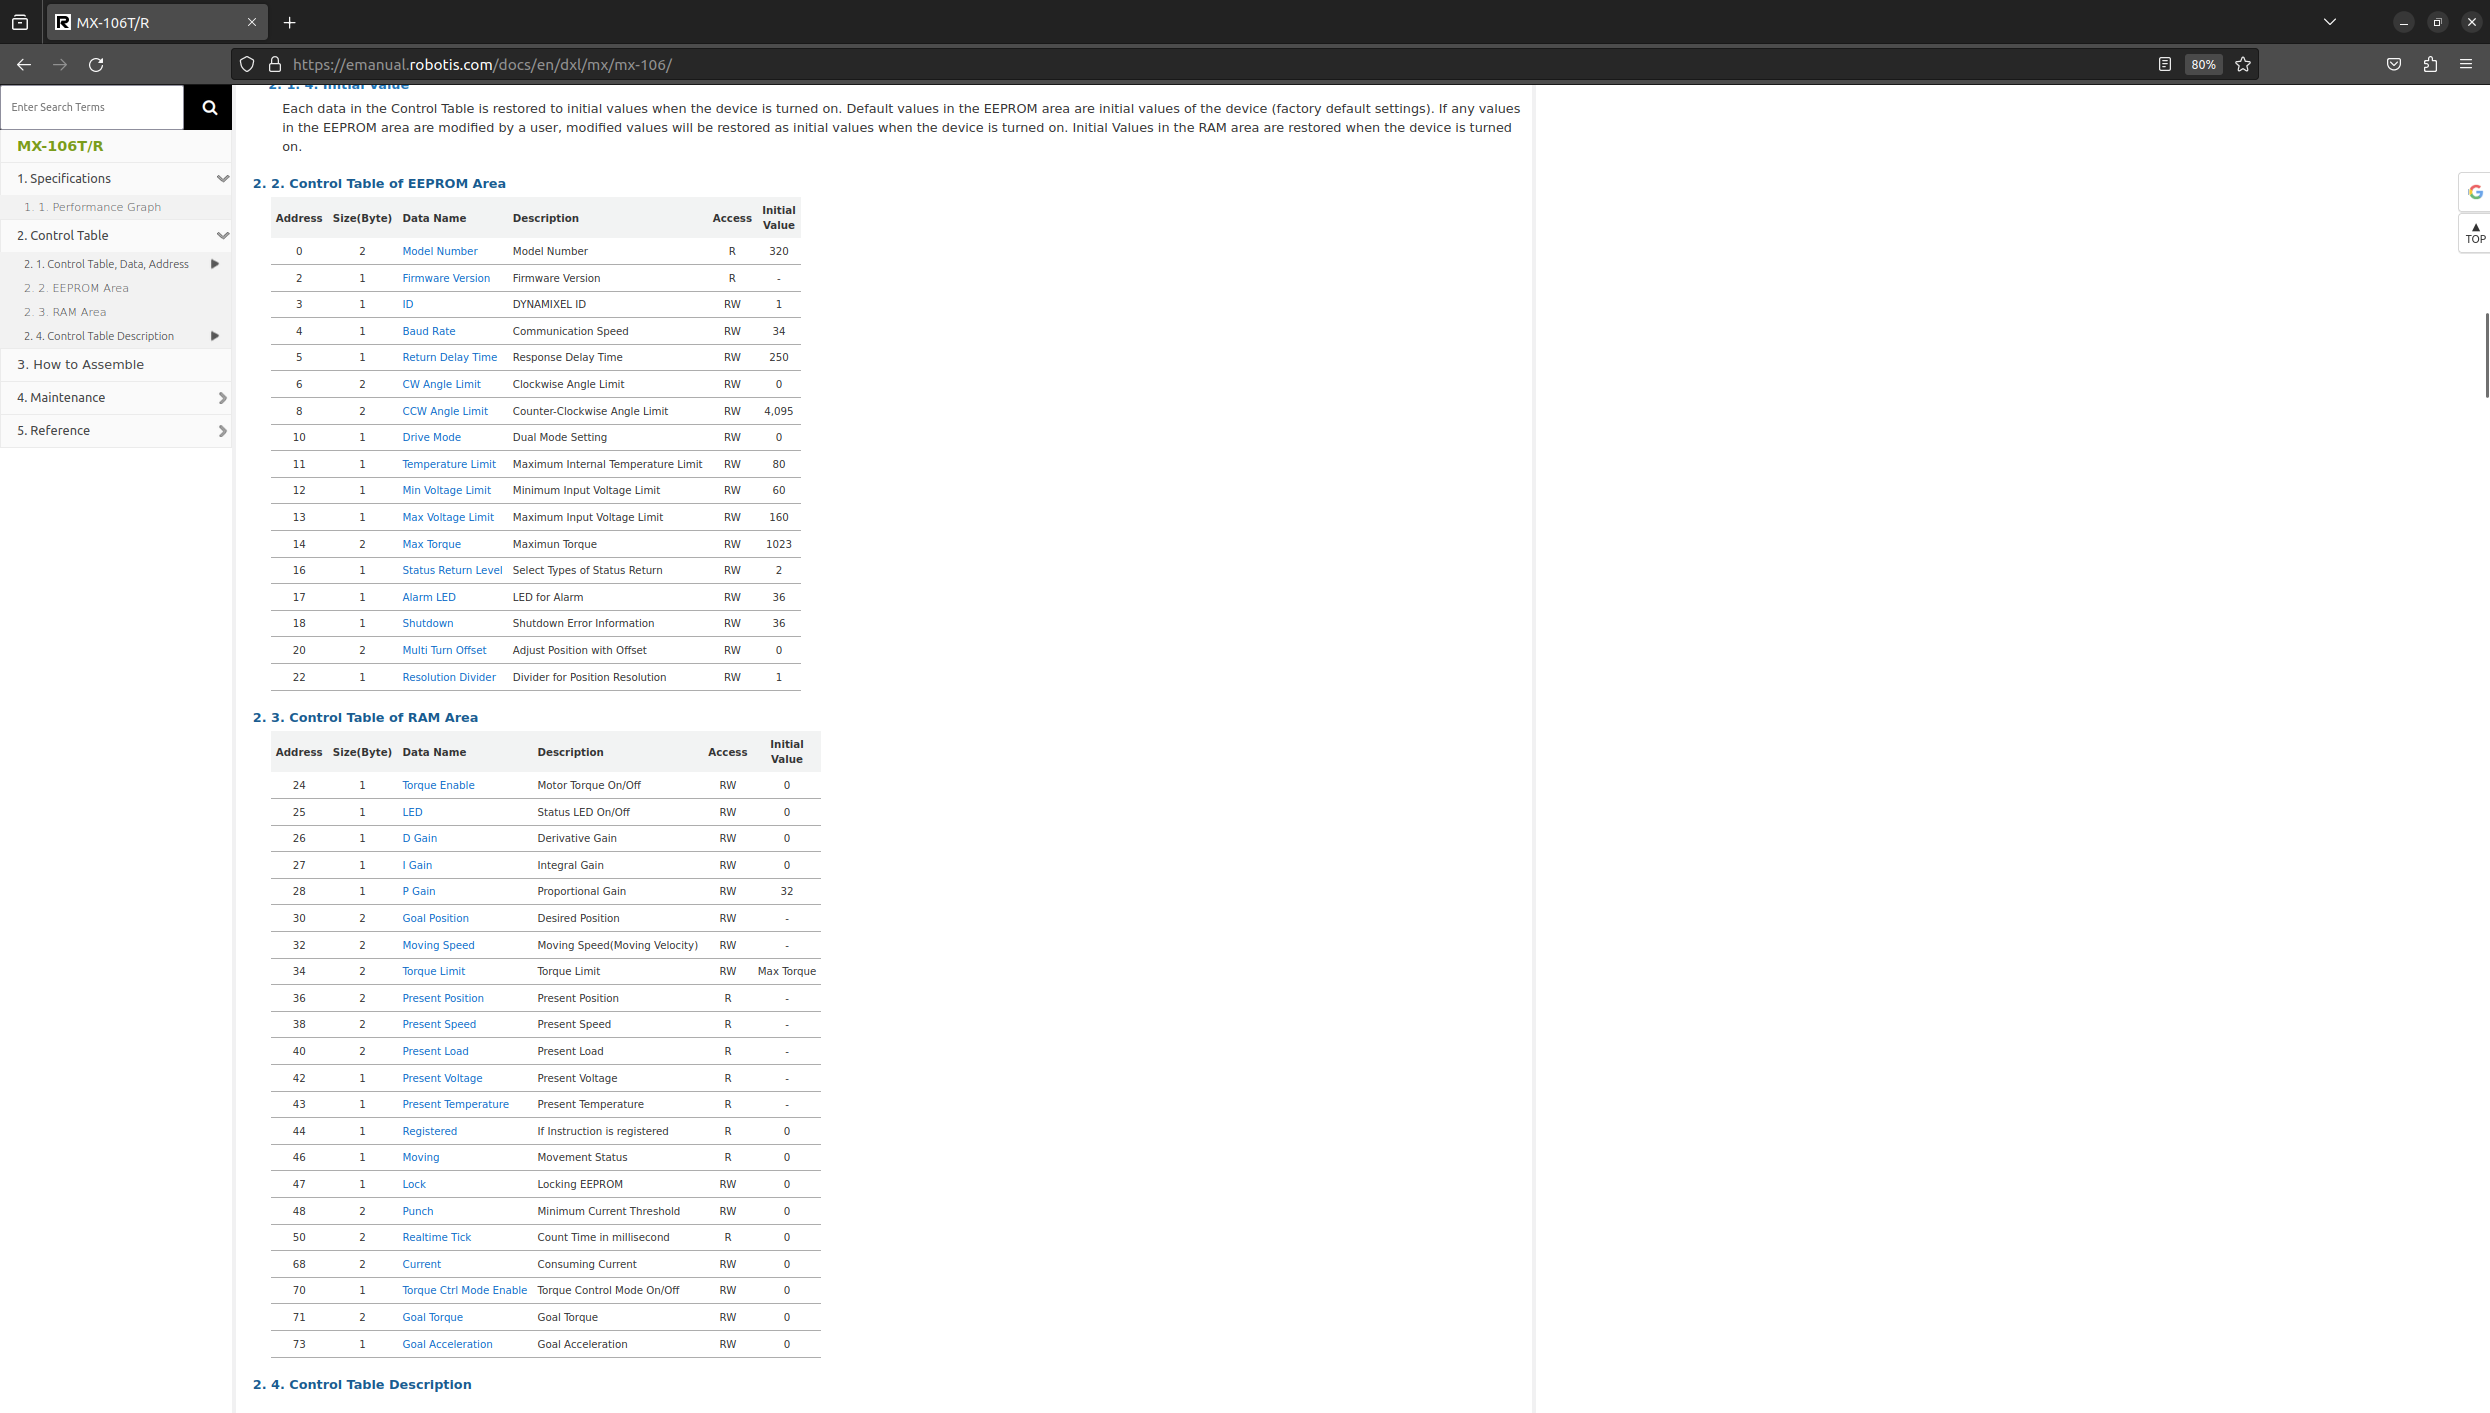 MX-106T/R
https://emanual.robotis.com/docs/en/dxl/mx/mx-106/
80%
Enter Search Terms
MX-106T/R
1. Specifications
1. 1. Performance Graph
2. Control Table
2. 1. Control Table, Data, Address
2. 2. EEPROM Area
2. 3. RAM Area
2. 4. Control Table Description
3. How to Assemble
4. Maintenance
5. Reference
2. 1. 4. Initial Value
Each data in the Control Table is restored to initial values when the device is turned on. Default values in the EEPROM area are initial values of the device (factory default settings). If any values
in the EEPROM area are modified by a user, modified values will be restored as initial values when the device is turned on. Initial Values in the RAM area are restored when the device is turned
on.
2. 2. Control Table of EEPROM Area
Address Size(Byte) Data Name Description Access Initial Value
0 2 Model Number Model Number R 320
2 1 Firmware Version Firmware Version R -
3 1 ID DYNAMIXEL ID RW 1
4 1 Baud Rate Communication Speed RW 34
5 1 Return Delay Time Response Delay Time RW 250
6 2 CW Angle Limit Clockwise Angle Limit RW 0
8 2 CCW Angle Limit Counter-Clockwise Angle Limit RW 4,095
10 1 Drive Mode Dual Mode Setting RW 0
11 1 Temperature Limit Maximum Internal Temperature Limit RW 80
12 1 Min Voltage Limit Minimum Input Voltage Limit RW 60
13 1 Max Voltage Limit Maximum Input Voltage Limit RW 160
14 2 Max Torque Maximun Torque RW 1023
16 1 Status Return Level Select Types of Status Return RW 2
17 1 Alarm LED LED for Alarm RW 36
18 1 Shutdown Shutdown Error Information RW 36
20 2 Multi Turn Offset Adjust Position with Offset RW 0
22 1 Resolution Divider Divider for Position Resolution RW 1
2. 3. Control Table of RAM Area
Address Size(Byte) Data Name Description Access Initial Value
24 1 Torque Enable Motor Torque On/Off RW 0
25 1 LED Status LED On/Off RW 0
26 1 D Gain Derivative Gain RW 0
27 1 I Gain Integral Gain RW 0
28 1 P Gain Proportional Gain RW 32
30 2 Goal Position Desired Position RW -
32 2 Moving Speed Moving Speed(Moving Velocity) RW -
34 2 Torque Limit Torque Limit RW Max Torque
36 2 Present Position Present Position R -
38 2 Present Speed Present Speed R -
40 2 Present Load Present Load R -
42 1 Present Voltage Present Voltage R -
43 1 Present Temperature Present Temperature R -
44 1 Registered If Instruction is registered R 0
46 1 Moving Movement Status R 0
47 1 Lock Locking EEPROM RW 0
48 2 Punch Minimum Current Threshold RW 0
50 2 Realtime Tick Count Time in millisecond R 0
68 2 Current Consuming Current RW 0
70 1 Torque Ctrl Mode Enable Torque Control Mode On/Off RW 0
71 2 Goal Torque Goal Torque RW 0
73 1 Goal Acceleration Goal Acceleration RW 0
2. 4. Control Table Description
G
TOP